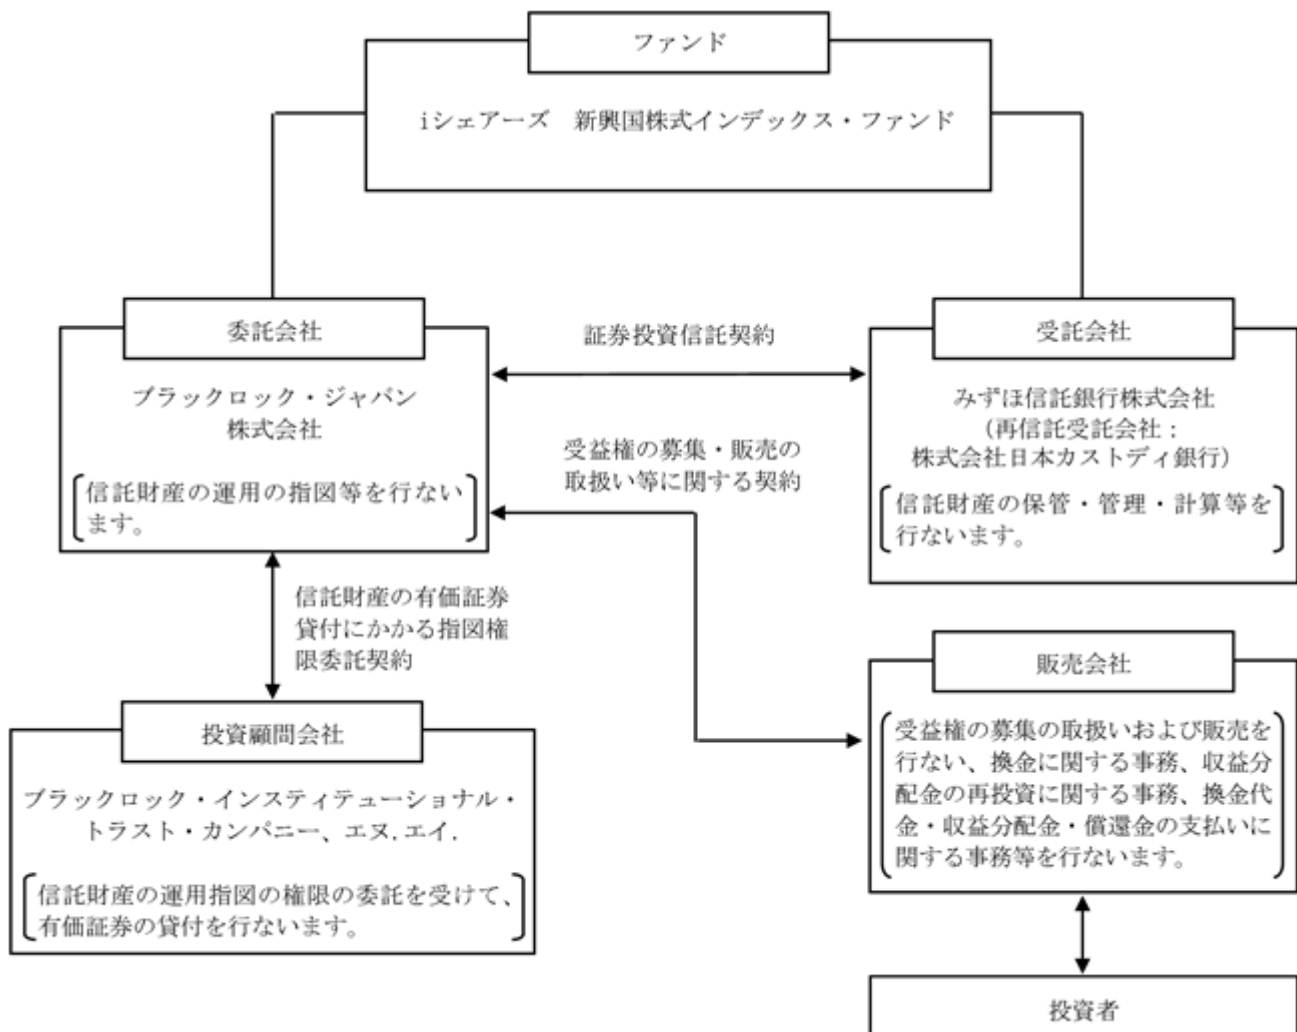 ファンド
iシェアーズ　新興国株式インデックス・ファンド
委託会社
ブラックロック・ジャパン
株式会社
信託財産の運用の指図等を行ない
ます。
証券投資信託契約
受益権の募集・販売の
取扱い等に関する契約
受託会社
みずほ信託銀行株式会社
（再信託受託会社：
株式会社日本カストディ銀行）
信託財産の保管・管理・計算等を
行ないます。
信託財産の有価証券
貸付にかかる指図権
限委託契約
投資顧問会社
ブラックロック・インスティテューショナル・
トラスト・カンパニー、エヌ.エイ.
信託財産の運用指図の権限の委託を受けて、
有価証券の貸付を行ないます。
販売会社
受益権の募集の取扱いおよび販売を
行ない、換金に関する事務、収益分
配金の再投資に関する事務、換金代
金・収益分配金・償還金の支払いに
関する事務等を行ないます。
投資者